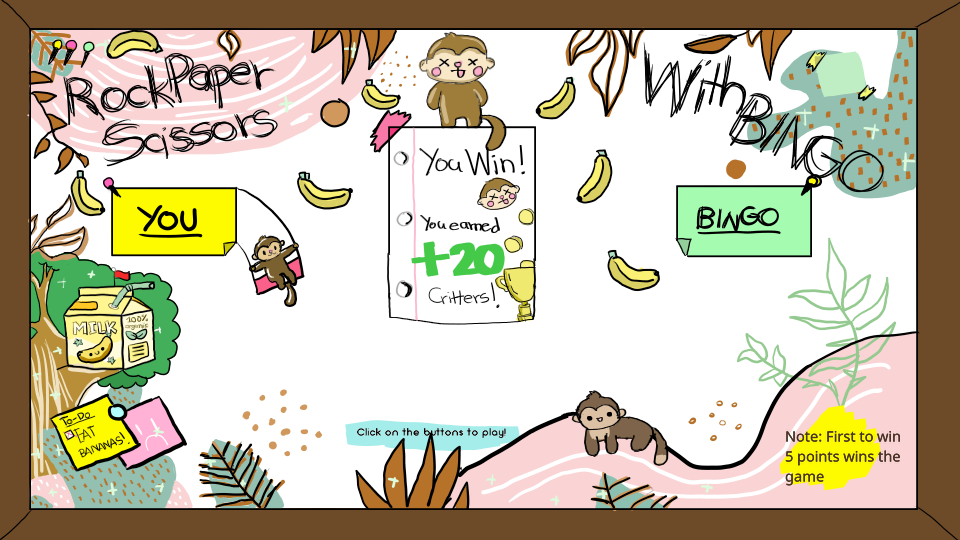 RockPaper
Scissors
With BINGO
You Win!
You earned
+20
Critters!
YOU
BINGO
MILK
100%
organic
To-Do
EAT
BANANAS!
Click on the buttons to play!
Note: First to win
5 points wins the
game